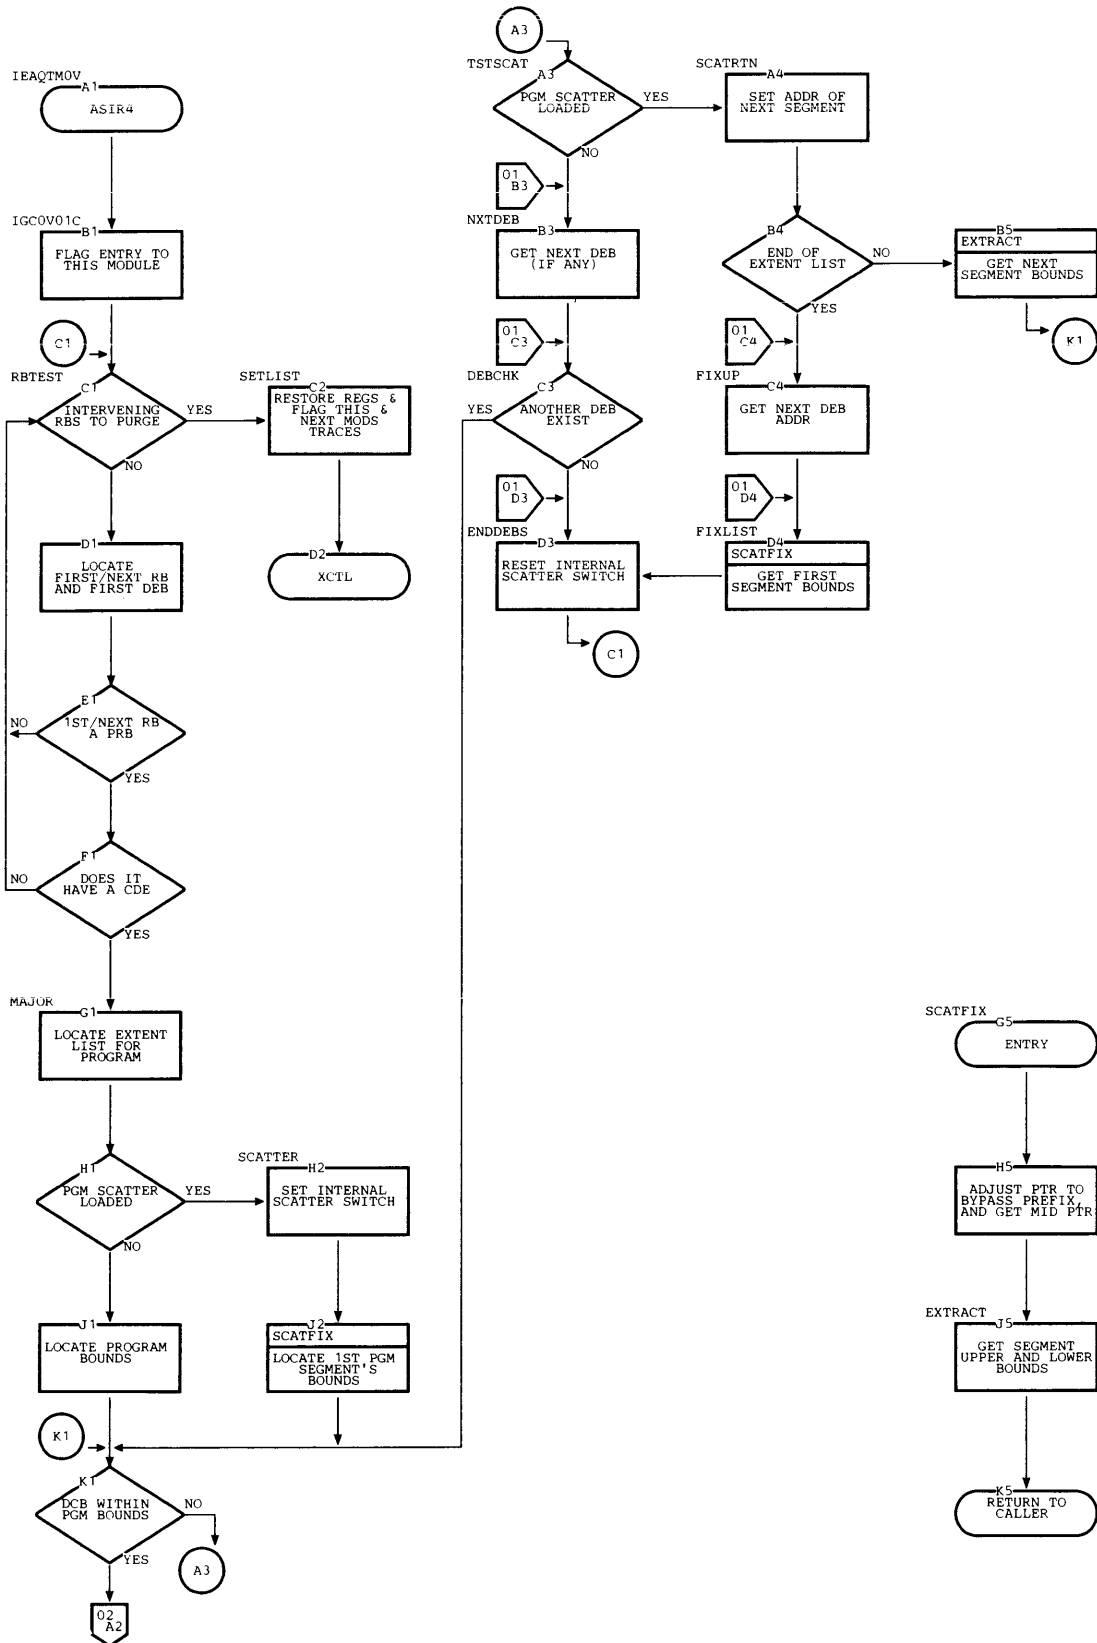 IEAQTM0V
A1
ASIR4
IGC0V01C
B1
FLAG ENTRY TO
THIS MODULE
C1
RBTEST
C1
INTERVENING
RBS TO PURGE
YES
NO
SETLIST
C2
RESTORE REGS &
FLAG THIS &
NEXT MODS
TRACES
D1
LOCATE
FIRST/NEXT RB
AND FIRST DEB
D2
XCTL
E1
1ST/NEXT RB
A PRB
NO
YES
F1
DOES IT
HAVE A CDE
NO
YES
MAJOR
G1
LOCATE EXTENT
LIST FOR
PROGRAM
H1
PGM SCATTER
LOADED
YES
NO
SCATTER
H2
SET INTERNAL
SCATTER SWITCH
J1
LOCATE PROGRAM
BOUNDS
J2
SCATFIX
LOCATE 1ST PGM
SEGMENT'S
BOUNDS
K1
K1
DCB WITHIN
PGM BOUNDS
NO
YES
A3
02
A2
A3
TSTSCAT
A3
PGM SCATTER
LOADED
YES
NO
SCATRTN
A4
SET ADDR OF
NEXT SEGMENT
01
B3
NXTDEB
B3
GET NEXT DEB
(IF ANY)
B4
END OF
EXTENT LIST
NO
YES
B5
EXTRACT
GET NEXT
SEGMENT BOUNDS
K1
01
C3
DEBCHK
C3
ANOTHER DEB
EXIST
YES
NO
01
C4
FIXUP
C4
GET NEXT DEB
ADDR
01
D3
ENDDEBS
D3
RESET INTERNAL
SCATTER SWITCH
01
D4
FIXLIST
D4
SCATFIX
GET FIRST
SEGMENT BOUNDS
C1
SCATFIX
G5
ENTRY
H5
ADJUST PTR TO
BYPASS PREFIX,
AND GET MID PTR
EXTRACT
J5
GET SEGMENT
UPPER AND LOWER
BOUNDS
K5
RETURN TO
CALLER